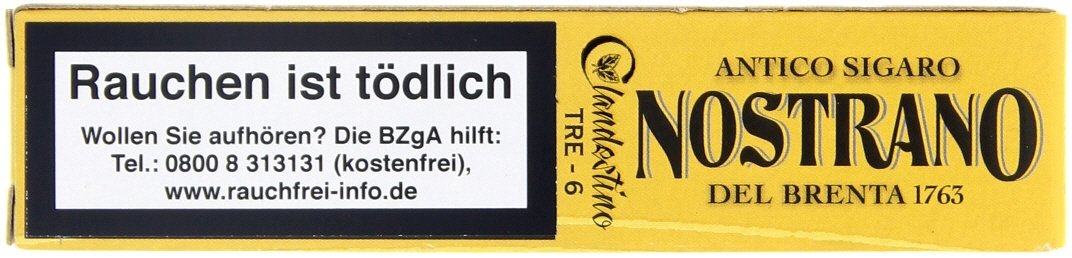 Rauchen ist tödlich
Wollen Sie aufhören? Die BZgA hilft:
Tel.: 0800 8 313131 (kostenfrei),
www.rauchfrei-info.de
Clandestino
TRE - 6
ANTICO SIGARO
NOSTRANO
DEL BRENTA 1763